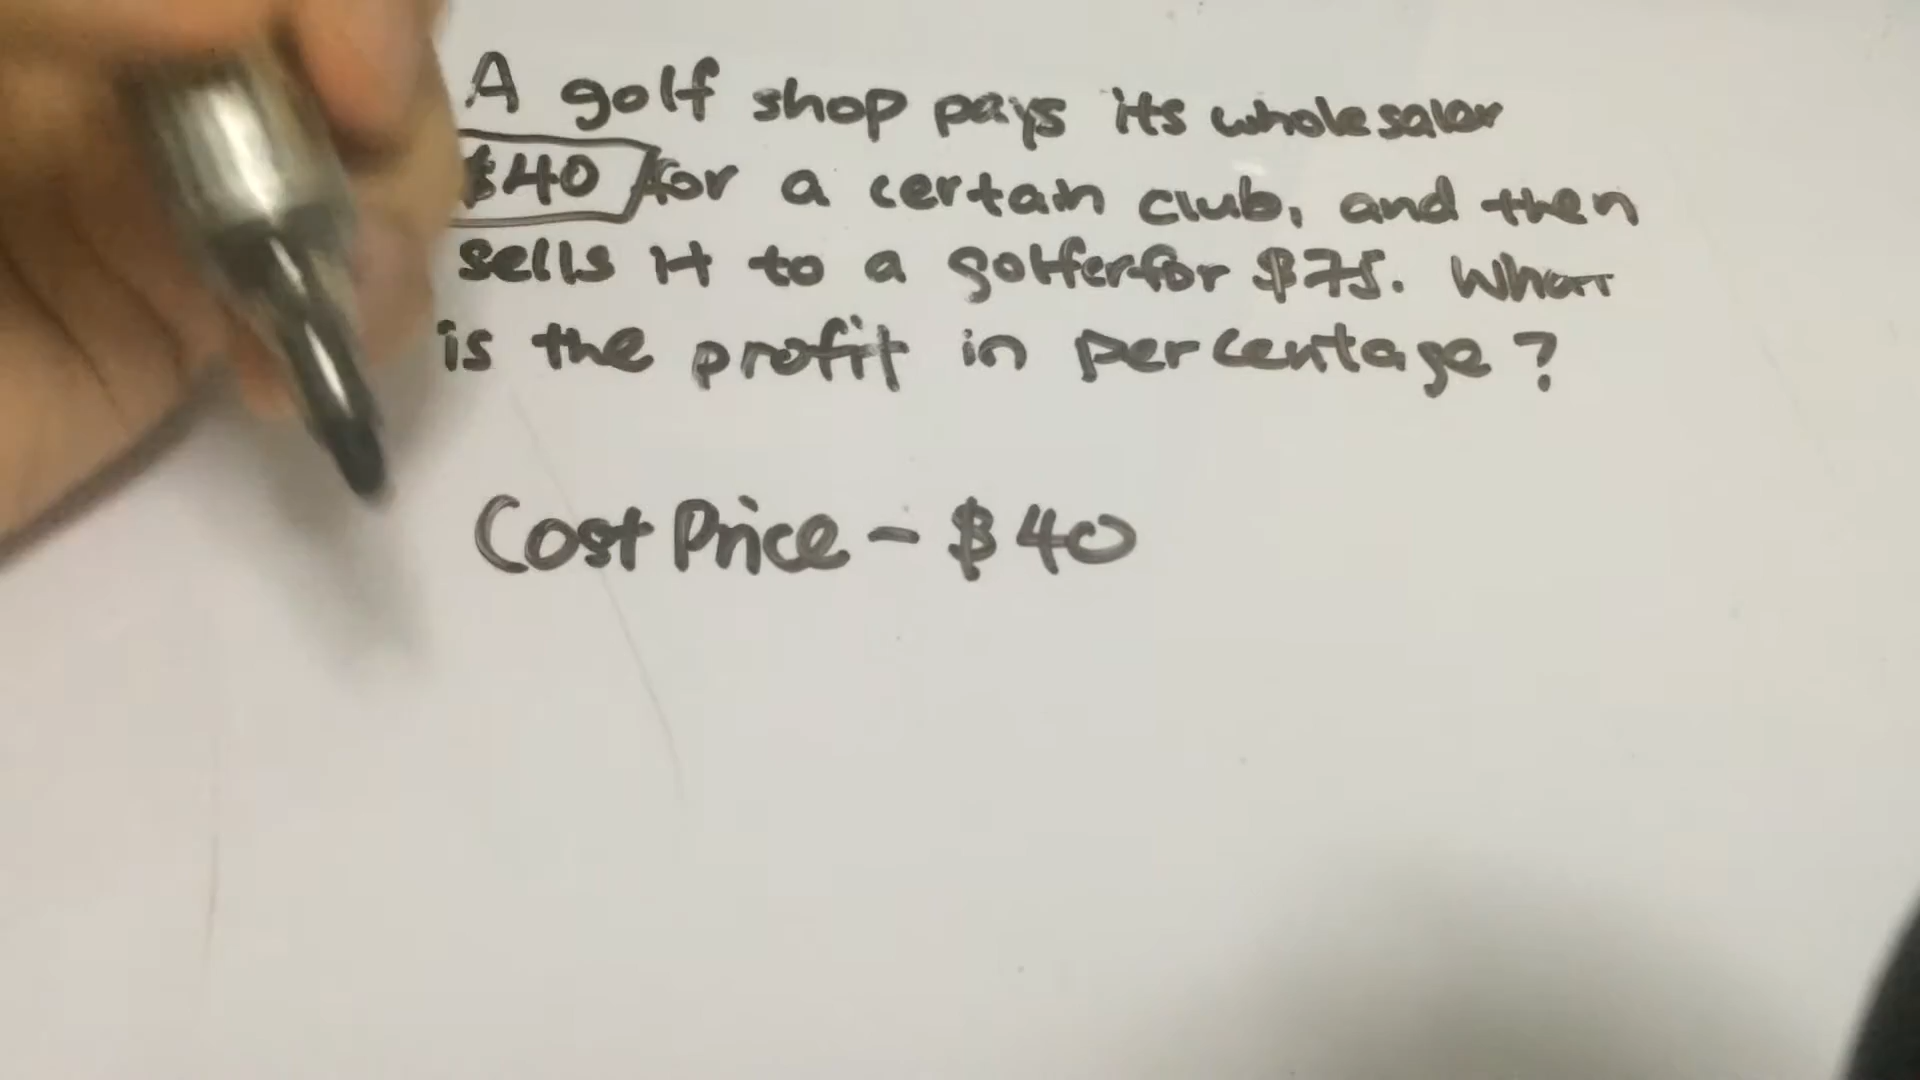 A golf shop pays its wholesaler
$40 for a certain club, and then
sells it to a golfer for $75. What
is the profit in percentage?
Cost Price - $40